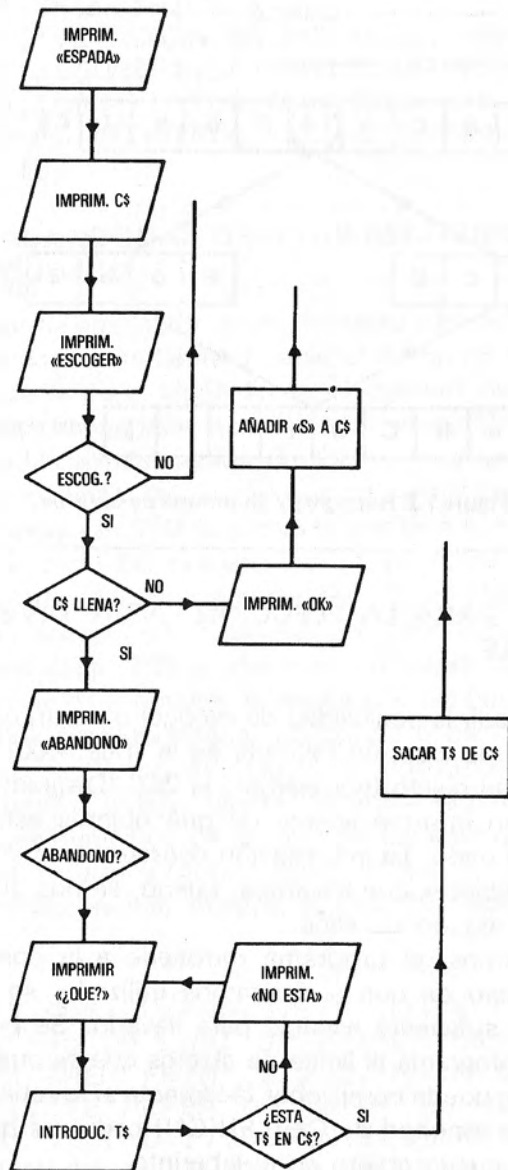 IMPRIM.
«ESPADA»
IMPRIM. C$
IMPRIM.
«ESCOGER»
ESCOG.?
NO
SI
C$ LLENA?
NO
SI
IMPRIM. «OK»
AÑADIR «S» A C$
IMPRIM.
«ABANDONO»
ABANDONO?
IMPRIMIR
«¿QUE?»
IMPRIM.
«NO ESTA»
NO
INTRODUC. T$
¿ESTA
T$ EN C$?
SI
SACAR T$ DE C$